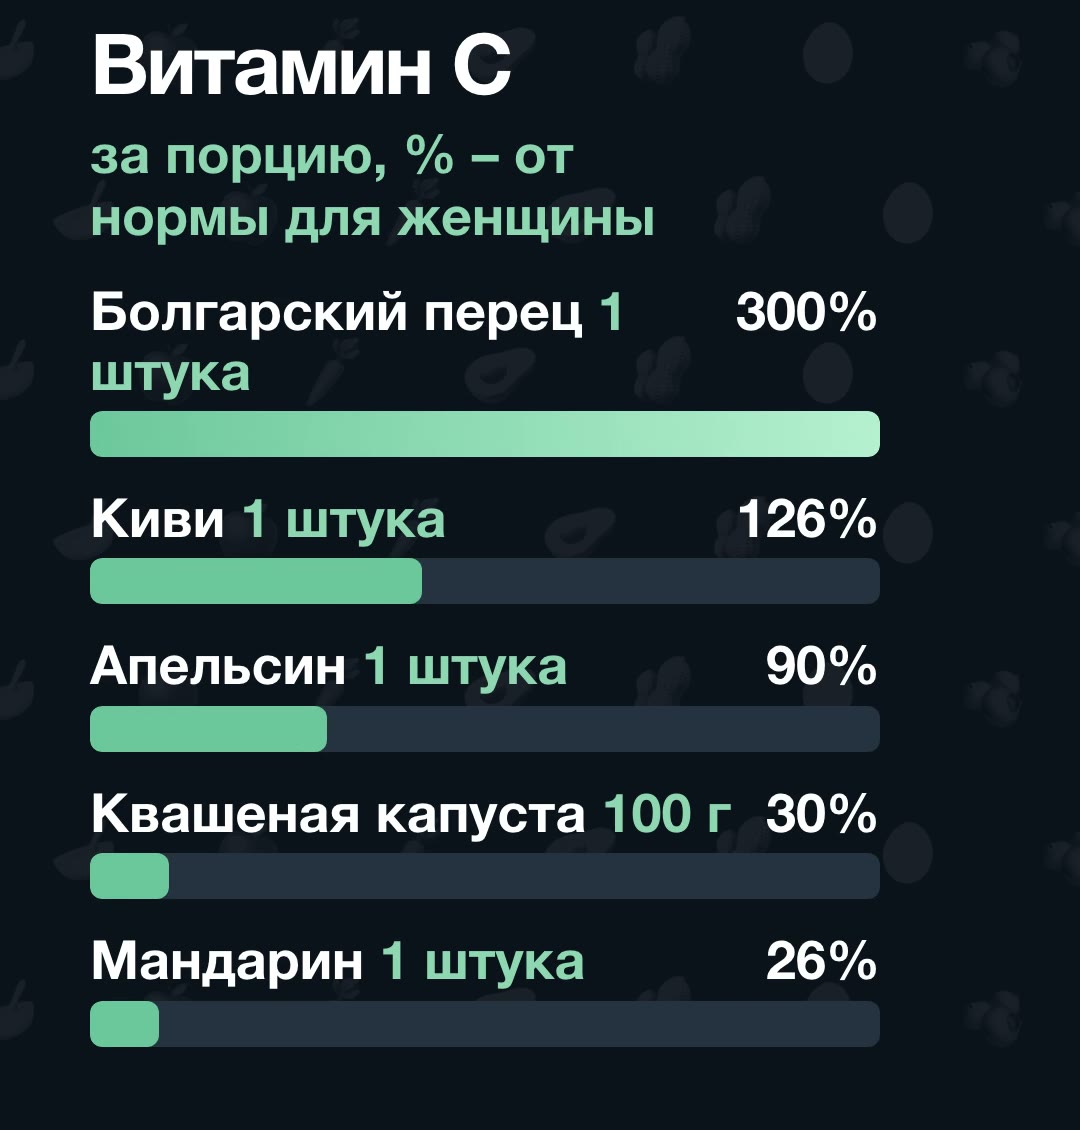 Витамин C
за порцию, % – от
нормы для женщины
Болгарский перец 1 300%
штука
Киви 1 штука 126%
Апельсин 1 штука 90%
Квашеная капуста 100 г 30%
Мандарин 1 штука 26%